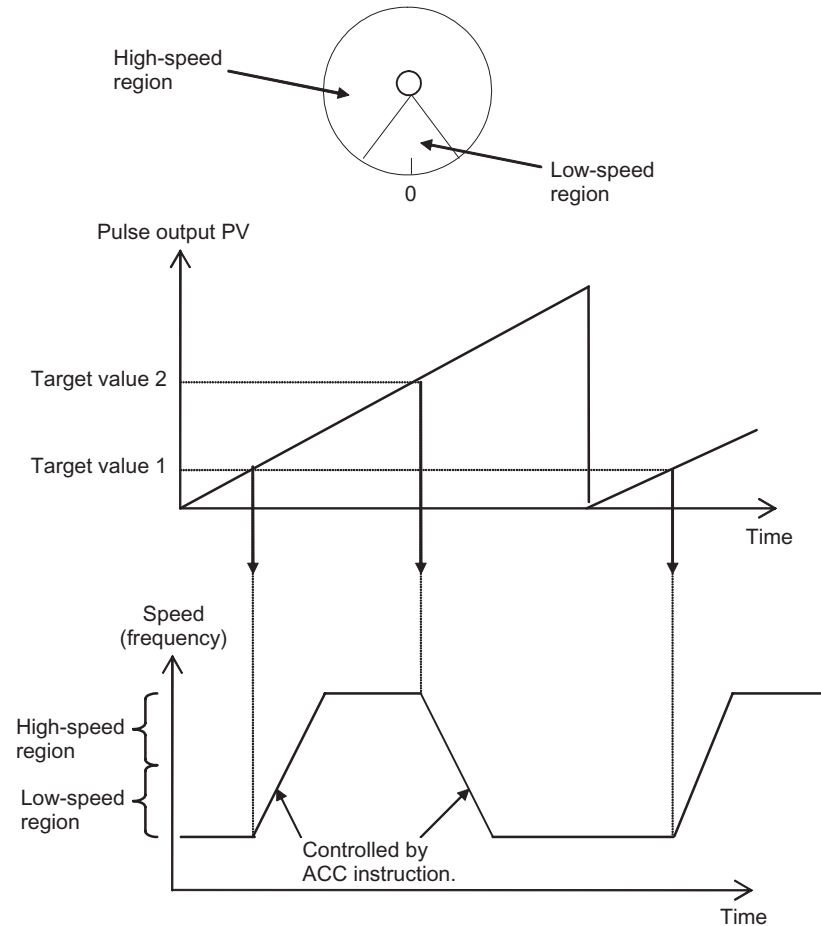 High-speed
region
Low-speed
region
0
Pulse output PV
Target value 2
Target value 1
Time
Speed
(frequency)
High-speed
region
Low-speed
region
Controlled by
ACC instruction.
Time